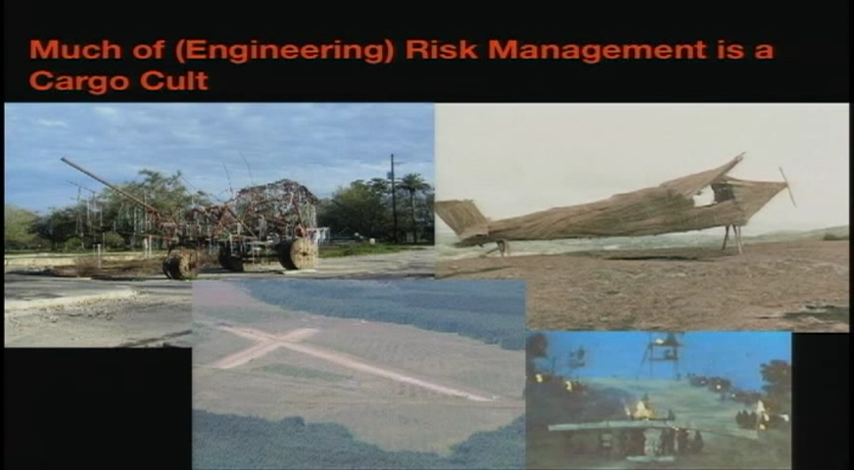 Much of (Engineering) Risk Management is a
Cargo Cult